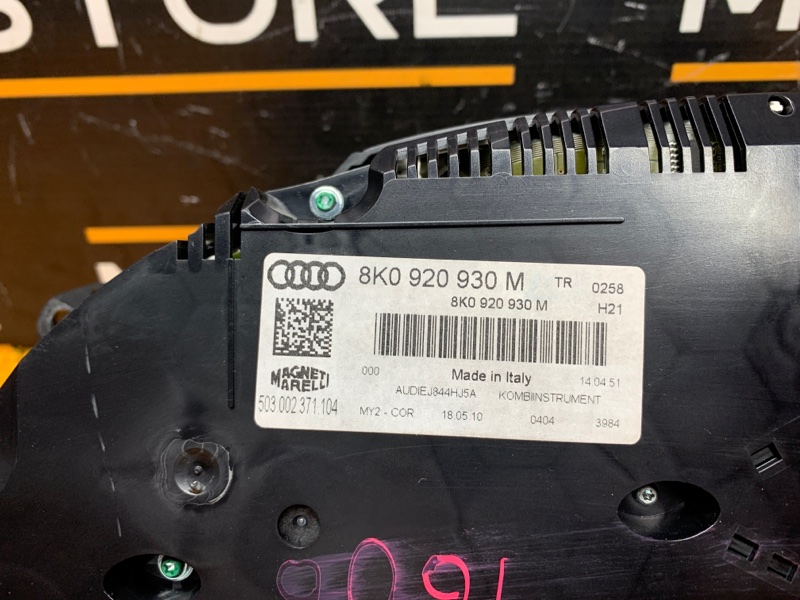 STORE M
8K0 920 930 M TR 0258
8K0 920 930 M H21
000 Made in Italy 14:04 51
MAGNETI MARELLI AUDIEJ844HJ5A KOMBIINSTRUMENT
503.002.371.104 MY2 - COR 18.05.10 0404 3984